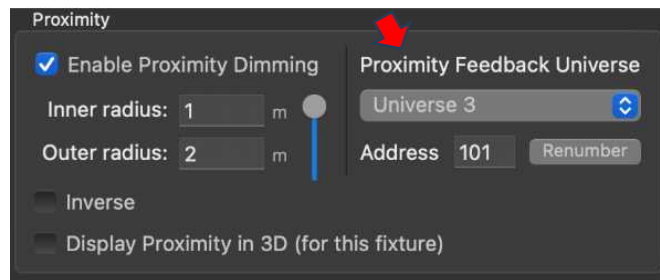 Proximity
Enable Proximity Dimming
Inner radius: 1 m
Outer radius: 2 m
Inverse
Display Proximity in 3D (for this fixture)
Proximity Feedback Universe
Universe 3
Address 101 Renumber